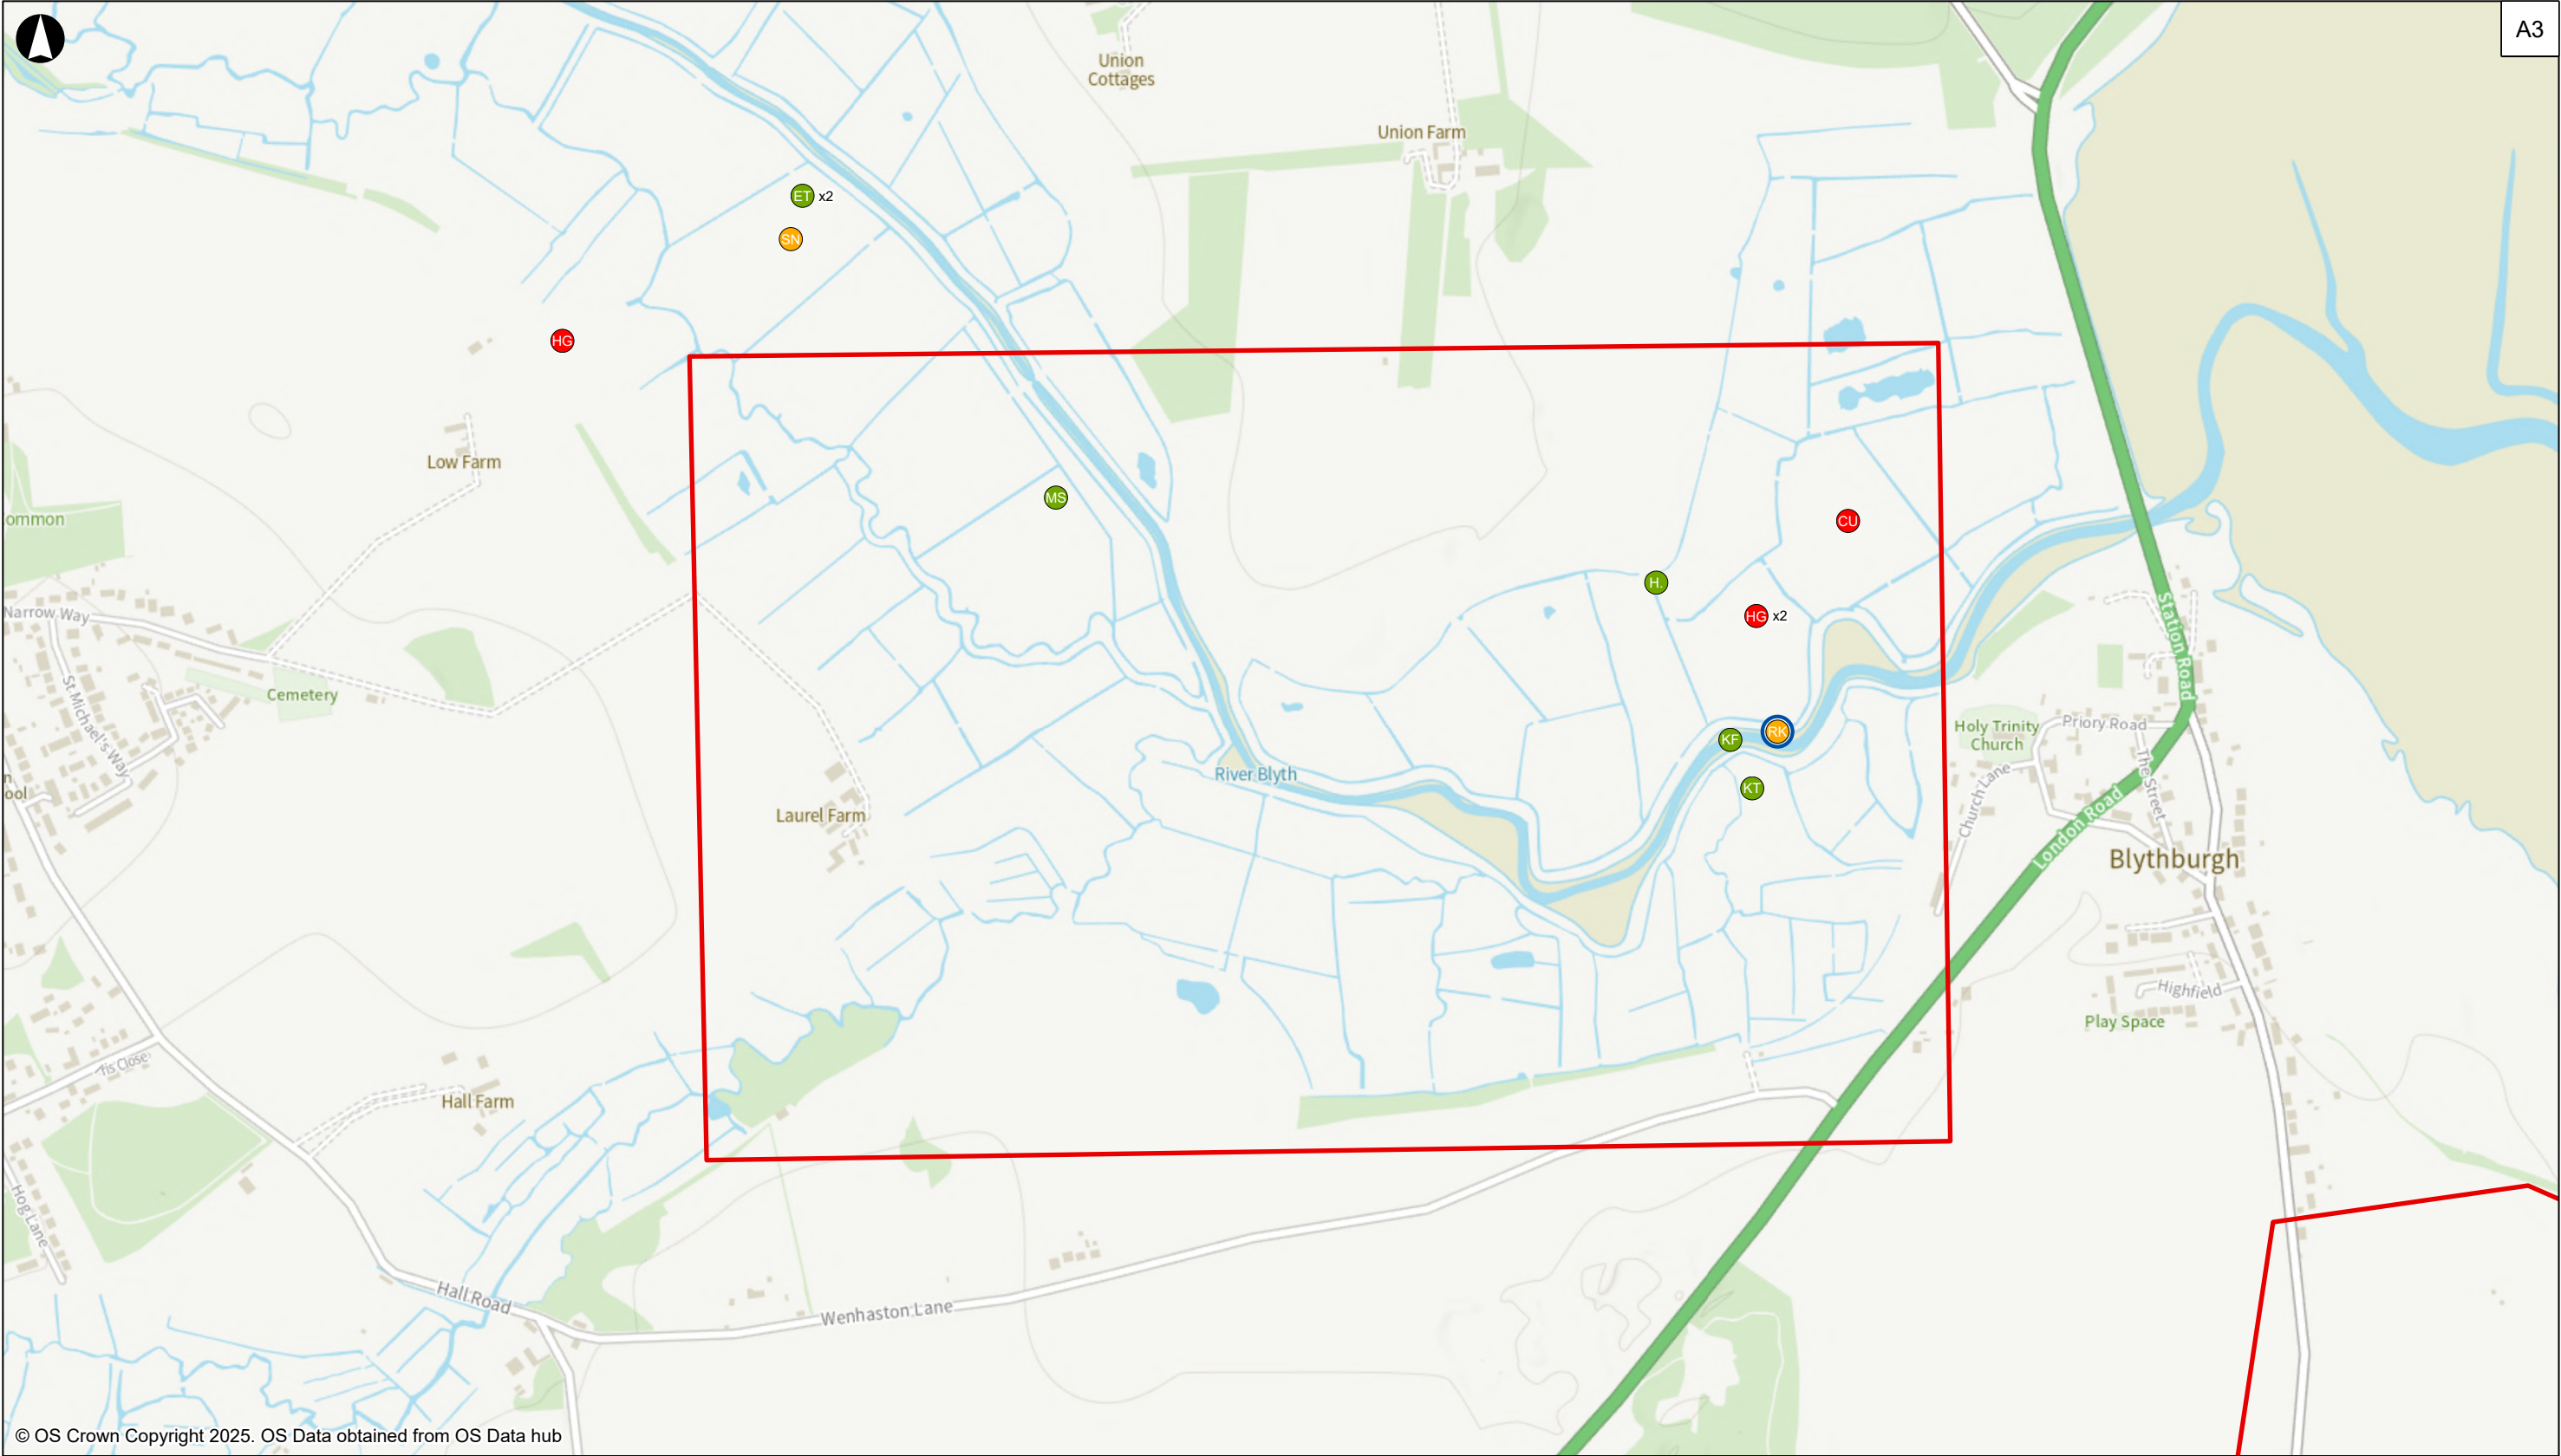 A3
Union
Cottages
Union Farm
ET x2
SN
HG
Low Farm
MS
ommon
CU
H.
HG x2
Narrow Way
Station Road
St Michael's Way
Cemetery
Holy Trinity
Church
Priory Road
KF
RK
River Blyth
n
ool
KT
The Street
Church Lane
Laurel Farm
London Road
Blythburgh
Highfield
Play Space
tis Close
Hall Farm
Hog Lane
Hall Road
Wenhaston Lane
© OS Crown Copyright 2025. OS Data obtained from OS Data hub